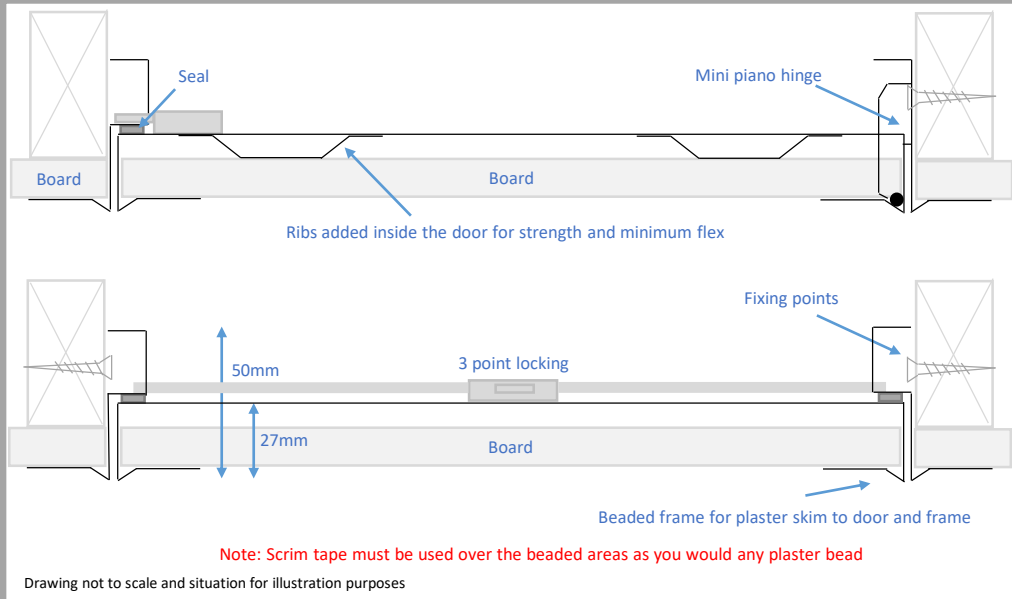 Seal
Mini piano hinge
Board
Board
Ribs added inside the door for strength and minimum flex
Fixing points
3 point locking
50mm
27mm
Board
Beaded frame for plaster skim to door and frame
Note: Scrim tape must be used over the beaded areas as you would any plaster bead
Drawing not to scale and situation for illustration purposes